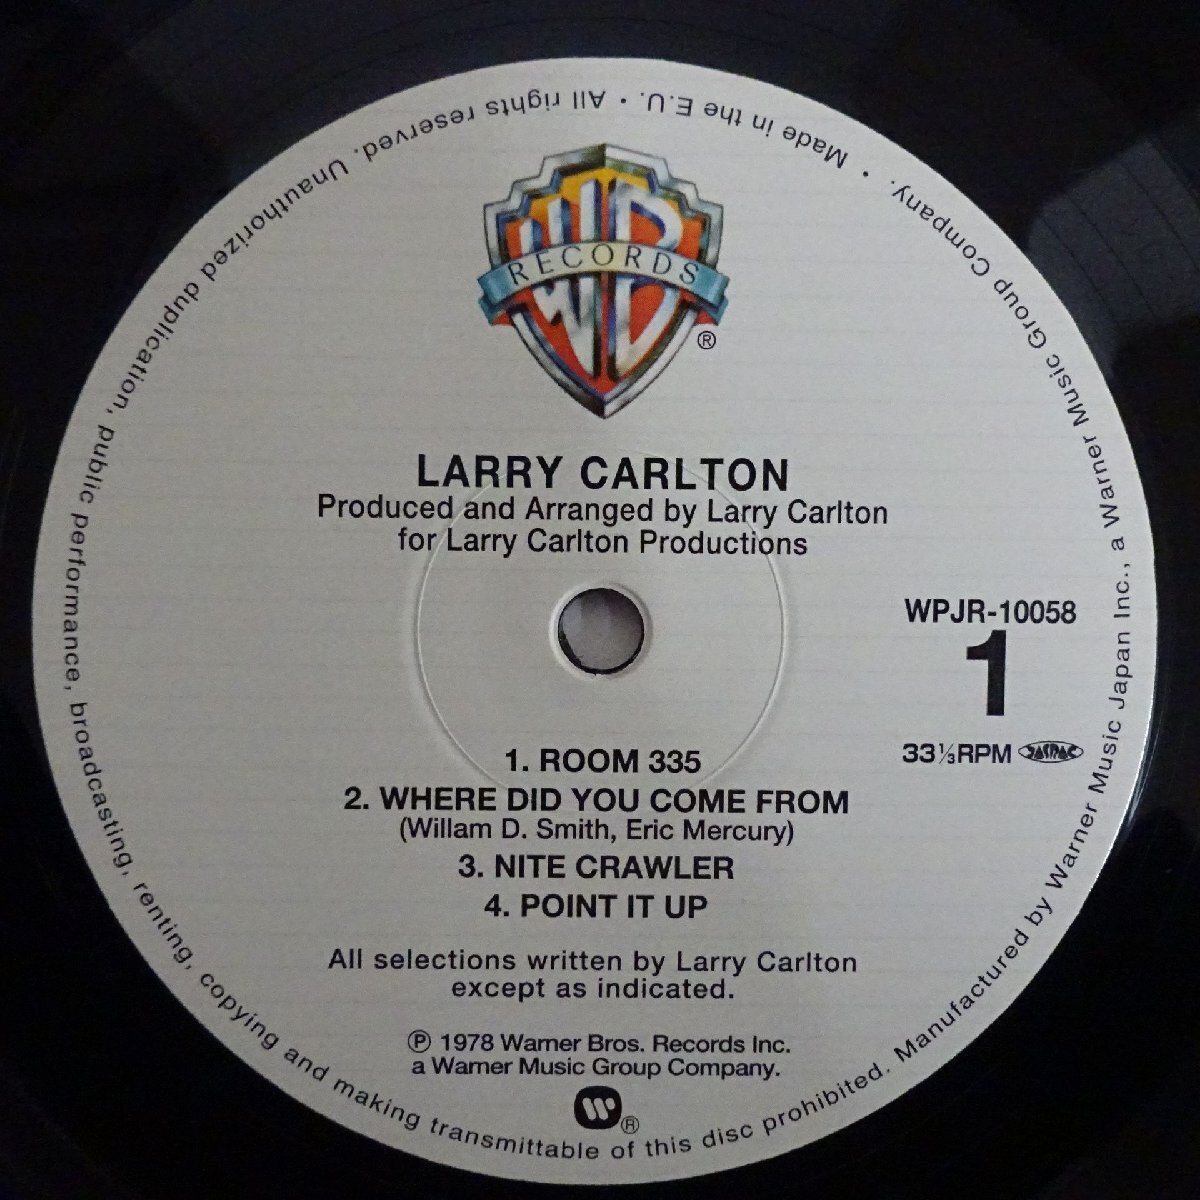 WB
RECORDS
®
LARRY CARLTON
Produced and Arranged by Larry Carlton
for Larry Carlton Productions
WPJR-10058
1
33⅓RPM JASRAC
1. ROOM 335
2. WHERE DID YOU COME FROM
(Willam D. Smith, Eric Mercury)
3. NITE CRAWLER
4. POINT IT UP
All selections written by Larry Carlton
except as indicated.
℗ 1978 Warner Bros. Records Inc.
a Warner Music Group Company.
®
All rights reserved. Unauthorized duplication, public performance, broadcasting, renting, copying and making transmittable of this disc prohibited. Manufactured by Warner Music Japan Inc., a Warner Music Group Company. • Made in the E.U. •